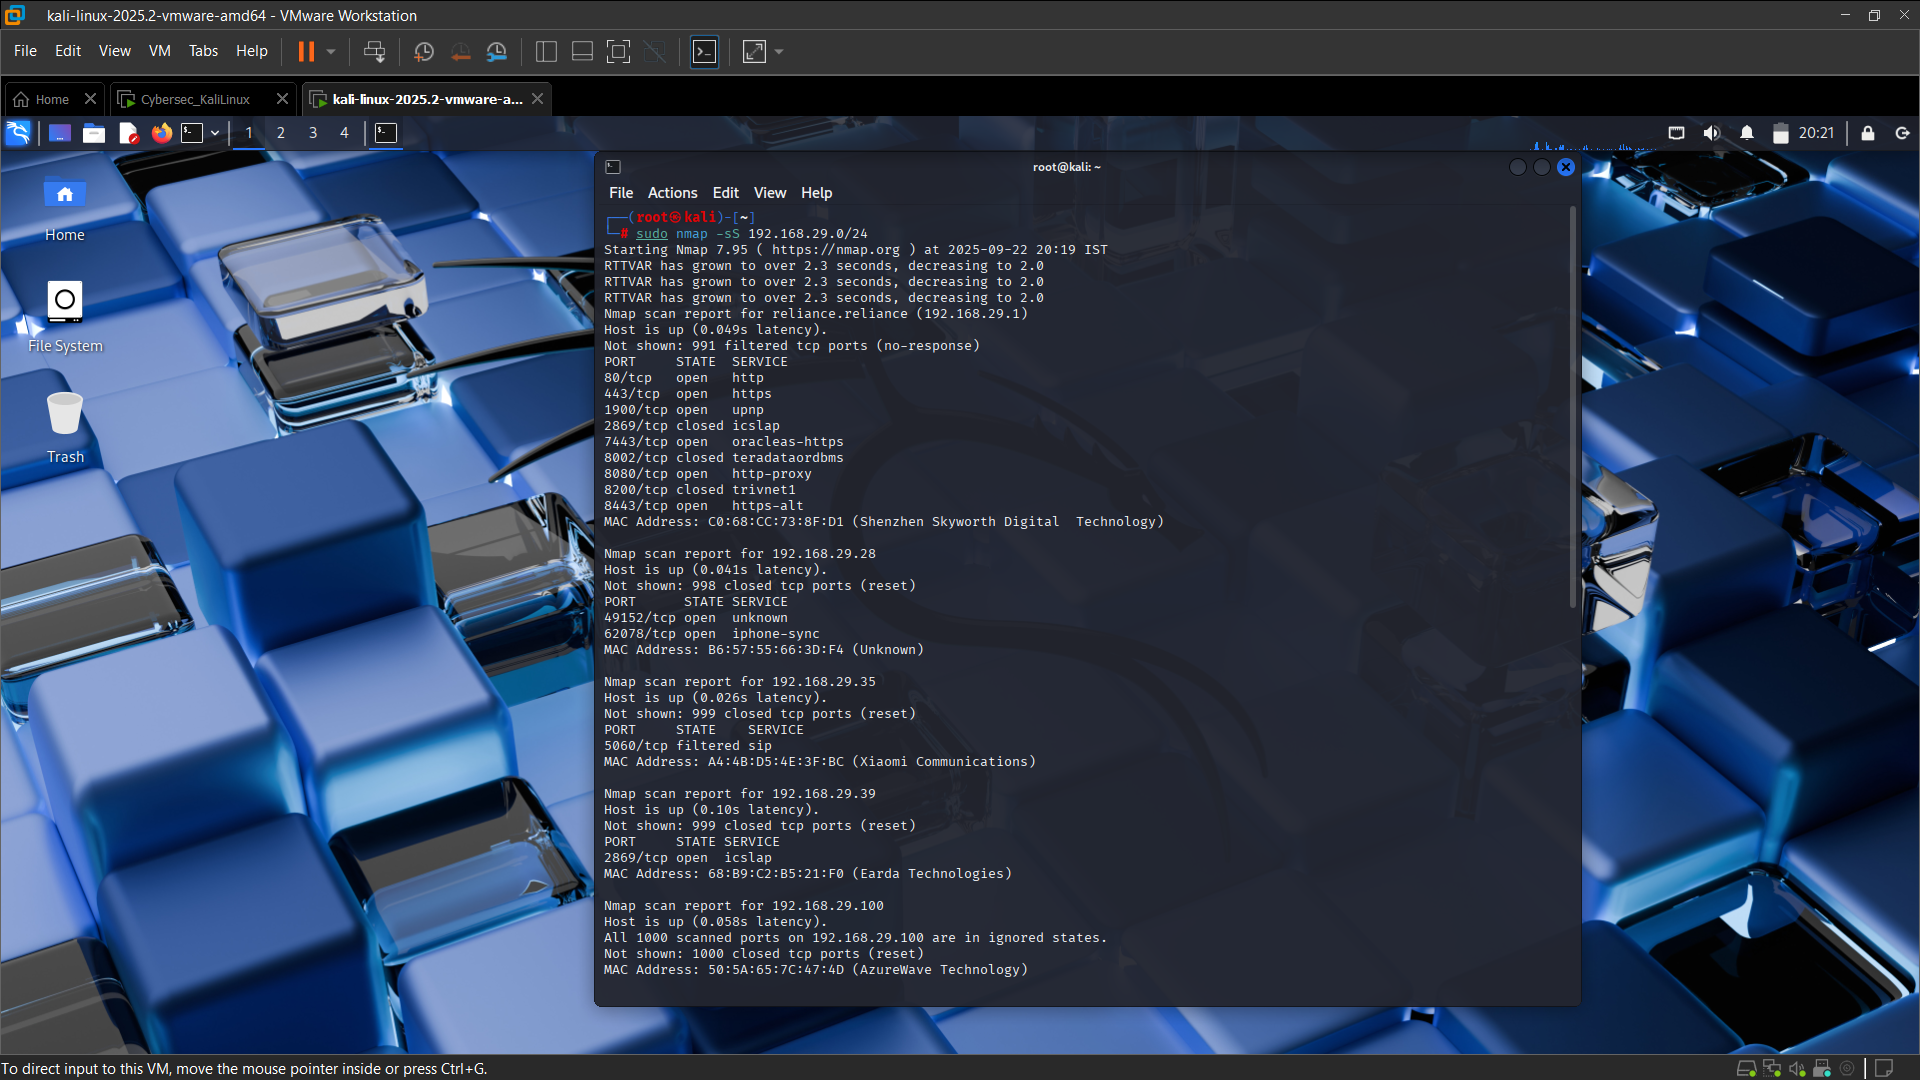 kali-linux-2025.2-vmware-amd64 - VMware Workstation
File Edit View VM Tabs Help
Home Cybersec_KaliLinux kali-linux-2025.2-vmware-a...
1 2 3 4 20:21
Home
File System
Trash
root@kali: ~
File Actions Edit View Help
┌──(root㉿kali)-[~]
└─# sudo nmap -sS 192.168.29.0/24
Starting Nmap 7.95 ( https://nmap.org ) at 2025-09-22 20:19 IST
RTTVAR has grown to over 2.3 seconds, decreasing to 2.0
RTTVAR has grown to over 2.3 seconds, decreasing to 2.0
RTTVAR has grown to over 2.3 seconds, decreasing to 2.0
Nmap scan report for reliance.reliance (192.168.29.1)
Host is up (0.049s latency).
Not shown: 991 filtered tcp ports (no-response)
PORT     STATE  SERVICE
80/tcp   open   http
443/tcp  open   https
1900/tcp open   upnp
2869/tcp closed icslap
7443/tcp open   oracleas-https
8002/tcp closed teradataordbms
8080/tcp open   http-proxy
8200/tcp closed trivnet1
8443/tcp open   https-alt
MAC Address: C0:68:CC:73:8F:D1 (Shenzhen Skyworth Digital  Technology)
Nmap scan report for 192.168.29.28
Host is up (0.041s latency).
Not shown: 998 closed tcp ports (reset)
PORT      STATE SERVICE
49152/tcp open  unknown
62078/tcp open  iphone-sync
MAC Address: B6:57:55:66:3D:F4 (Unknown)
Nmap scan report for 192.168.29.35
Host is up (0.026s latency).
Not shown: 999 closed tcp ports (reset)
PORT     STATE    SERVICE
5060/tcp filtered sip
MAC Address: A4:4B:D5:4E:3F:BC (Xiaomi Communications)
Nmap scan report for 192.168.29.39
Host is up (0.10s latency).
Not shown: 999 closed tcp ports (reset)
PORT     STATE SERVICE
2869/tcp open  icslap
MAC Address: 68:B9:C2:B5:21:F0 (Earda Technologies)
Nmap scan report for 192.168.29.100
Host is up (0.058s latency).
All 1000 scanned ports on 192.168.29.100 are in ignored states.
Not shown: 1000 closed tcp ports (reset)
MAC Address: 50:5A:65:7C:47:4D (AzureWave Technology)
To direct input to this VM, move the mouse pointer inside or press Ctrl+G.